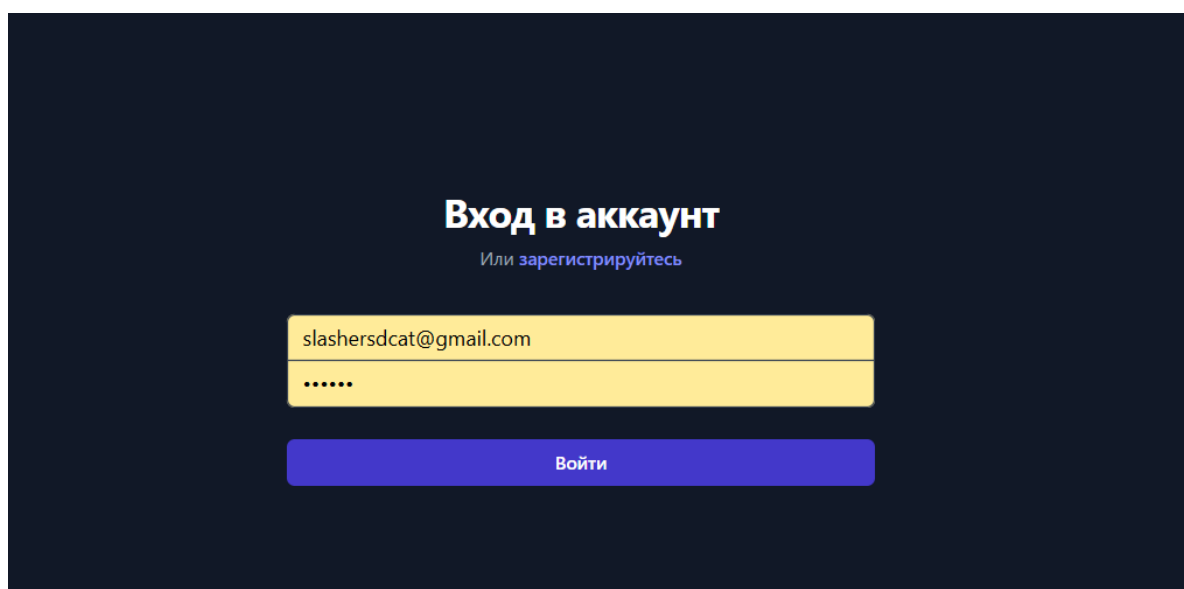 Вход в аккаунт
Или зарегистрируйтесь
slashersdcat@gmail.com
••••••
Войти